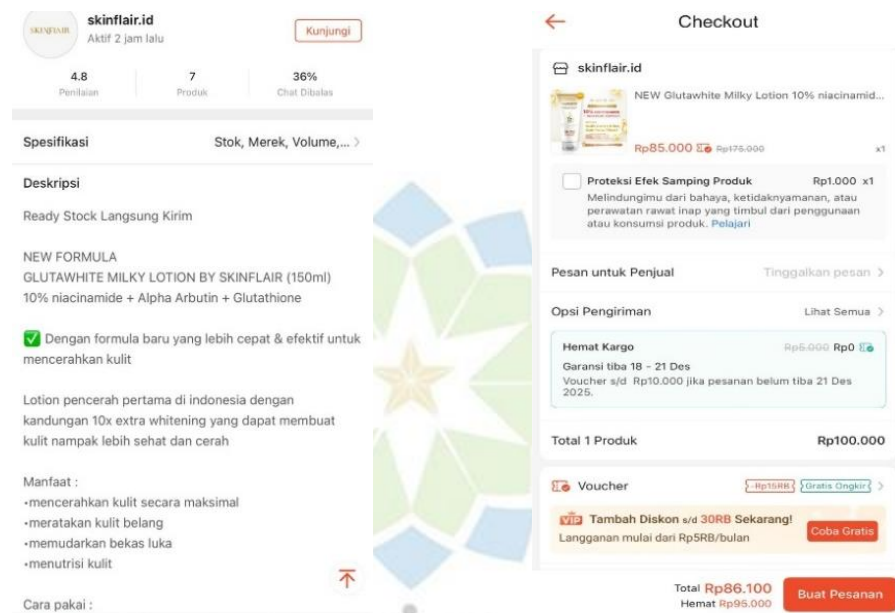 SKINFLAIR
skinflair.id
Aktif 2 jam lalu
Kunjungi
4.8
Penilaian
7
Produk
36%
Chat Dibalas
Spesifikasi
Stok, Merek, Volume,... >
Deskripsi
Ready Stock Langsung Kirim
NEW FORMULA
GLUTAWHITE MILKY LOTION BY SKINFLAIR (150ml)
10% niacinamide + Alpha Arbutin + Glutathione
✅ Dengan formula baru yang lebih cepat & efektif untuk
mencerahkan kulit
Lotion pencerah pertama di indonesia dengan
kandungan 10x extra whitening yang dapat membuat
kulit nampak lebih sehat dan cerah
Manfaat :
•mencerahkan kulit secara maksimal
•meratakan kulit belang
•memudarkan bekas luka
•menutrisi kulit
Cara pakai :
Checkout
skinflair.id
NEW Glutawhite Milky Lotion 10% niacinamid...
Rp85.000 Rp175.000 x1
Proteksi Efek Samping Produk Rp1.000 x1
Melindungimu dari bahaya, ketidaknyamanan, atau
perawatan rawat inap yang timbul dari penggunaan
atau konsumsi produk. Pelajari
Pesan untuk Penjual Tinggalkan pesan >
Opsi Pengiriman Lihat Semua >
Hemat Kargo Rp5.000 Rp0
Garansi tiba 18 - 21 Des
Voucher s/d Rp10.000 jika pesanan belum tiba 21 Des
2025.
Total 1 Produk Rp100.000
Voucher -Rp15RB Gratis Ongkir >
VIP Tambah Diskon s/d 30RB Sekarang!
Langganan mulai dari Rp5RB/bulan
Coba Gratis
Total Rp86.100
Hemat Rp95.000
Buat Pesanan